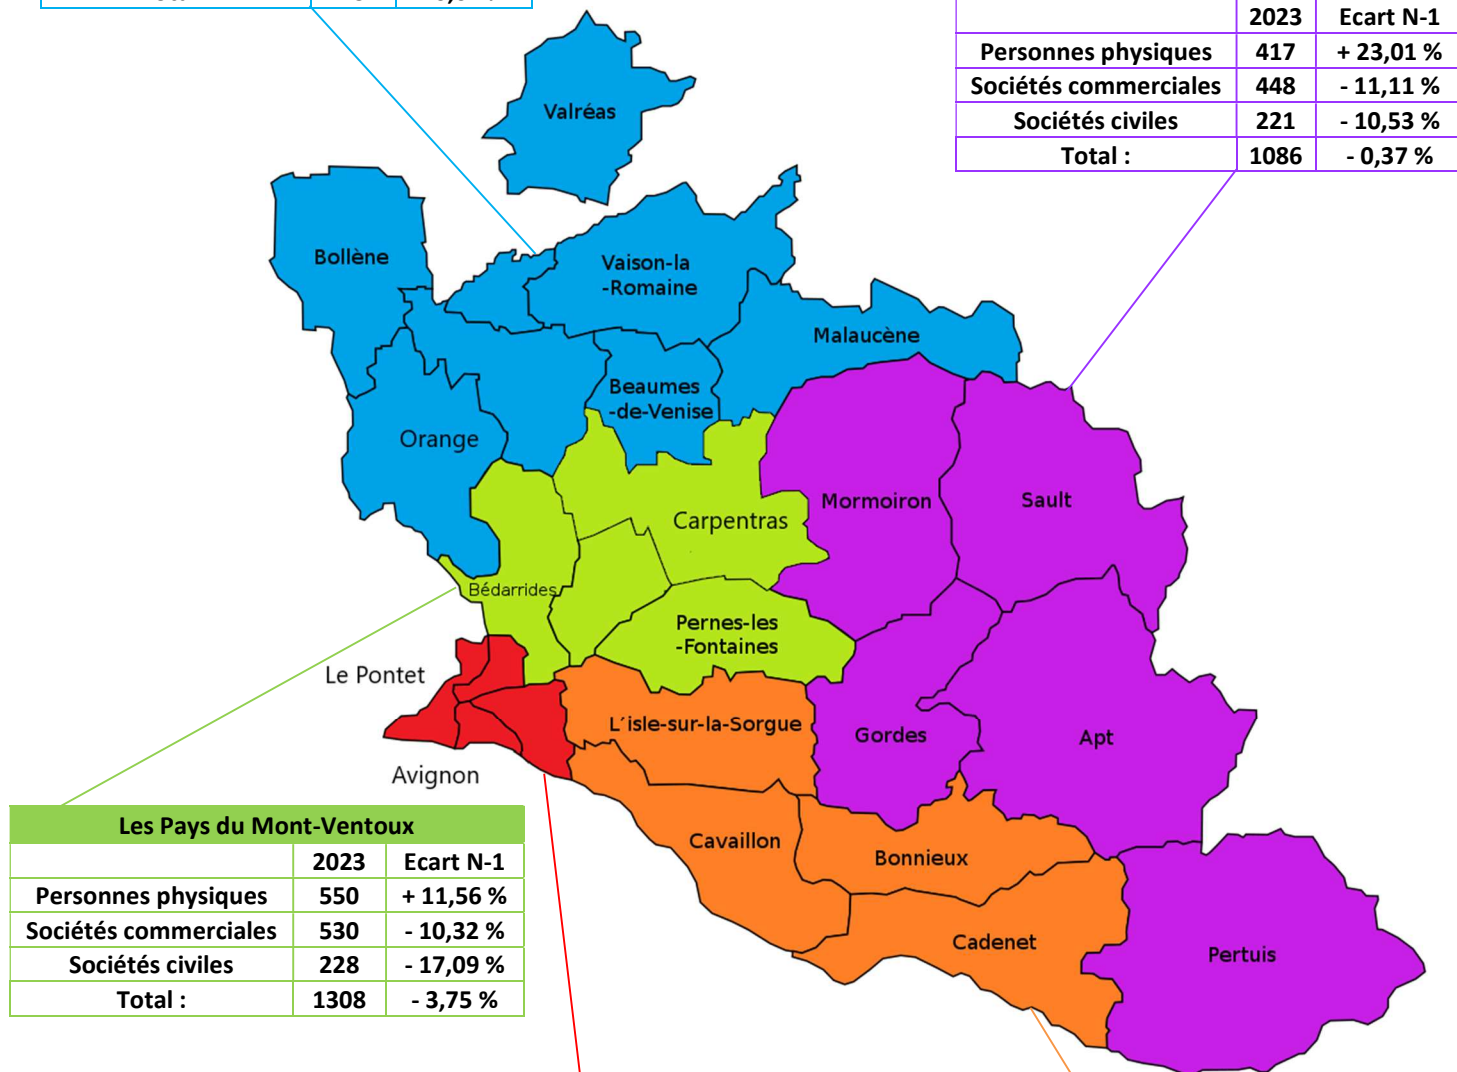 2023 Ecart N-1
Personnes physiques 417 + 23,01 %
Sociétés commerciales 448 - 11,11 %
Sociétés civiles 221 - 10,53 %
Total : 1086 - 0,37 %
Valréas
Bollène
Vaison-la
-Romaine
Malaucène
Beaumes
-de-Venise
Orange
Mormoiron
Sault
Carpentras
Bédarrides
Pernes-les
-Fontaines
Le Pontet
L´isle-sur-la-Sorgue
Gordes
Apt
Avignon
Cavaillon
Bonnieux
Cadenet
Pertuis
Les Pays du Mont-Ventoux
2023 Ecart N-1
Personnes physiques 550 + 11,56 %
Sociétés commerciales 530 - 10,32 %
Sociétés civiles 228 - 17,09 %
Total : 1308 - 3,75 %